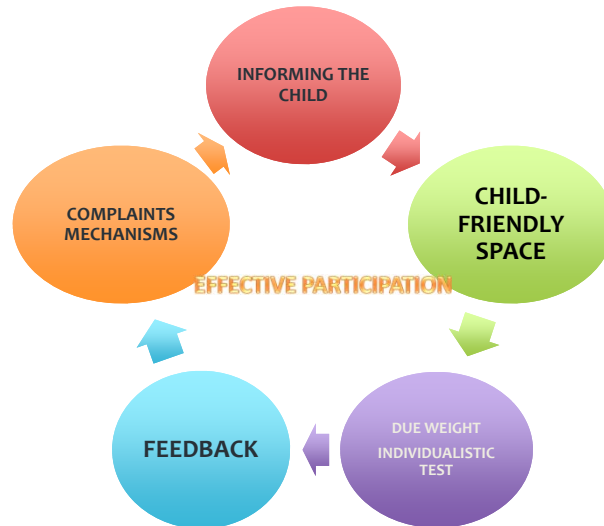 INFORMING THE
CHILD
CHILD-
FRIENDLY
SPACE
COMPLAINTS
MECHANISMS
EFFECTIVE PARTICIPATION
DUE WEIGHT
INDIVIDUALISTIC
TEST
FEEDBACK